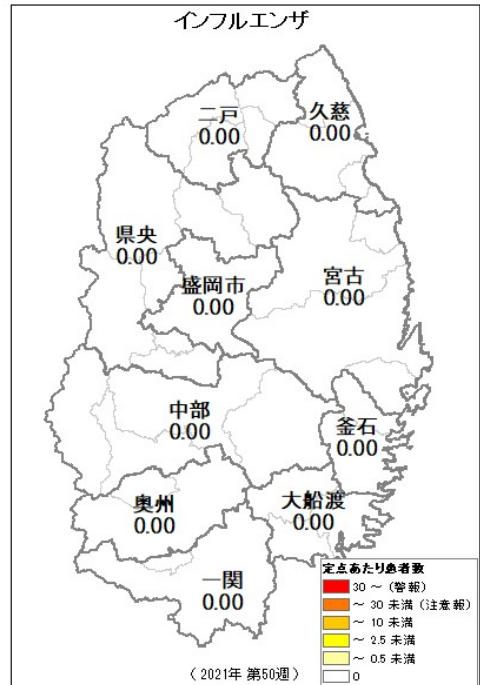 インフルエンザ
二戸
0.00
久慈
0.00
県央
0.00
盛岡市
0.00
宮古
0.00
中部
0.00
釜石
0.00
奥州
0.00
大船渡
0.00
一関
0.00
定点あたり患者数
30 ～ (警報)
～ 30 未満 (注意報)
～ 10 未満
～ 2.5 未満
～ 0.5 未満
0
(2021年 第50週)